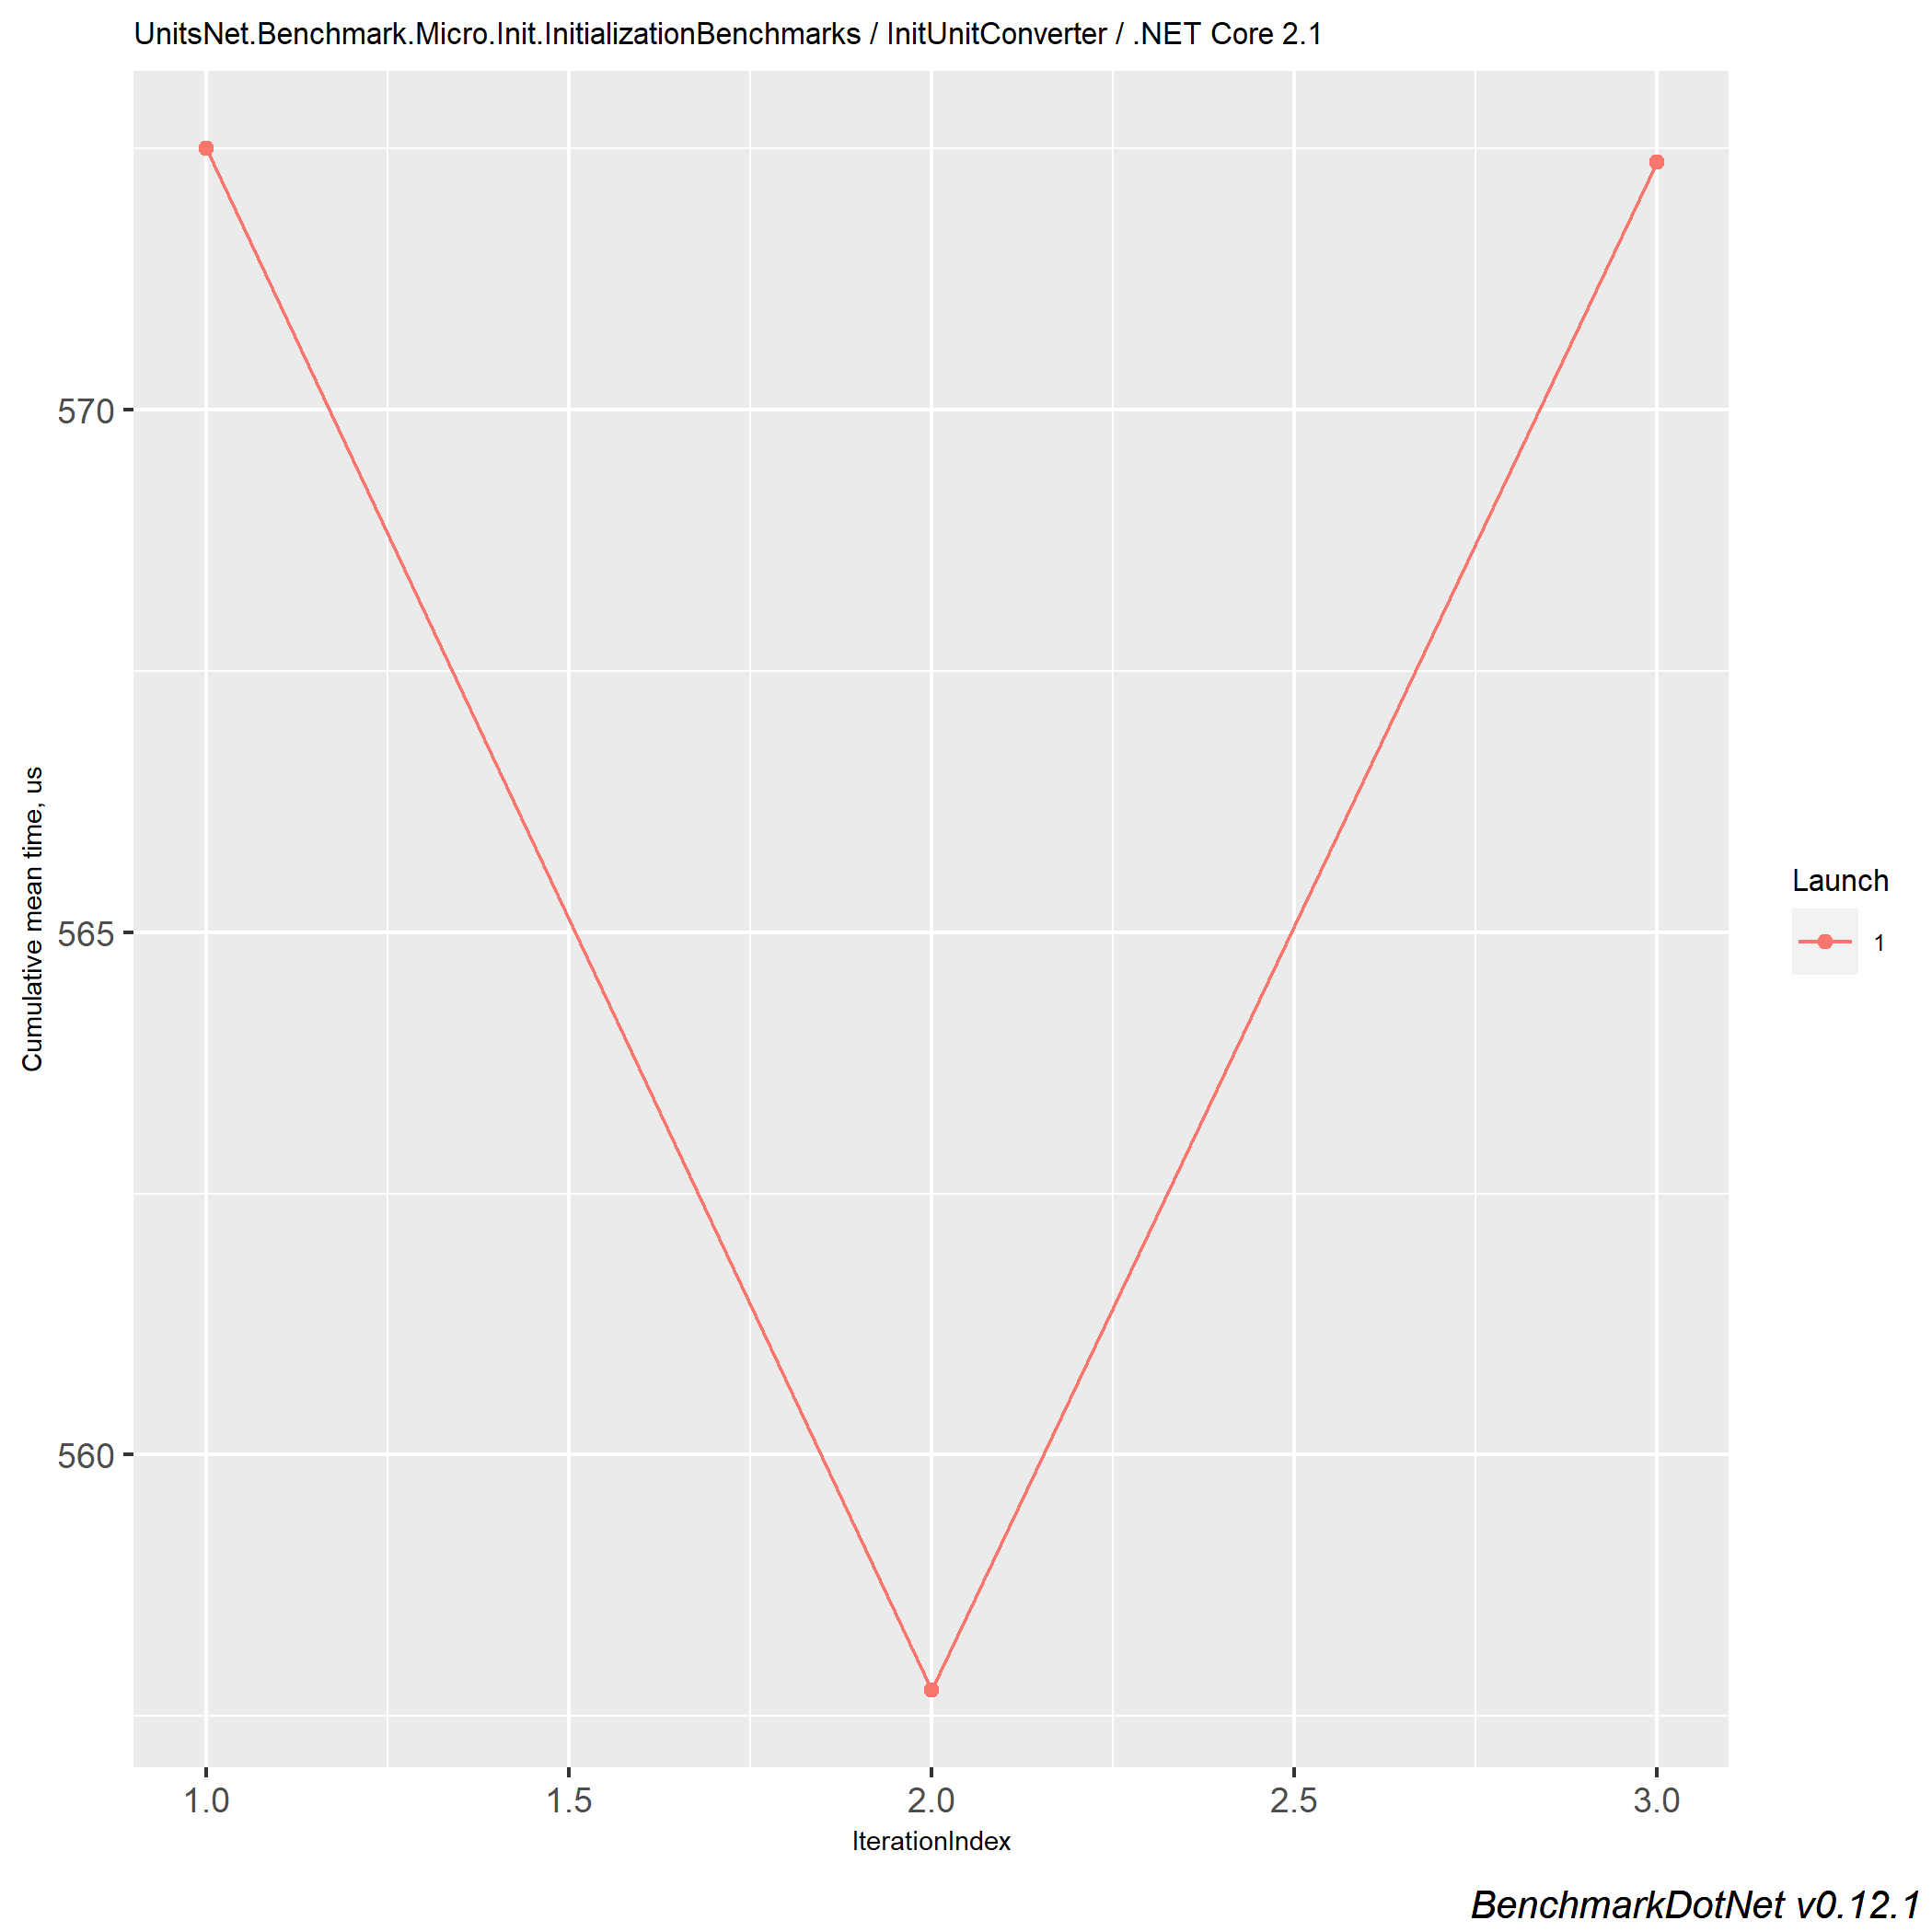 UnitsNet.Benchmark.Micro.Init.InitializationBenchmarks / InitUnitConverter / .NET Core 2.1
Cumulative mean time, us
570
565
560
1.0 1.5 2.0 2.5 3.0
IterationIndex
Launch
1
BenchmarkDotNet v0.12.1